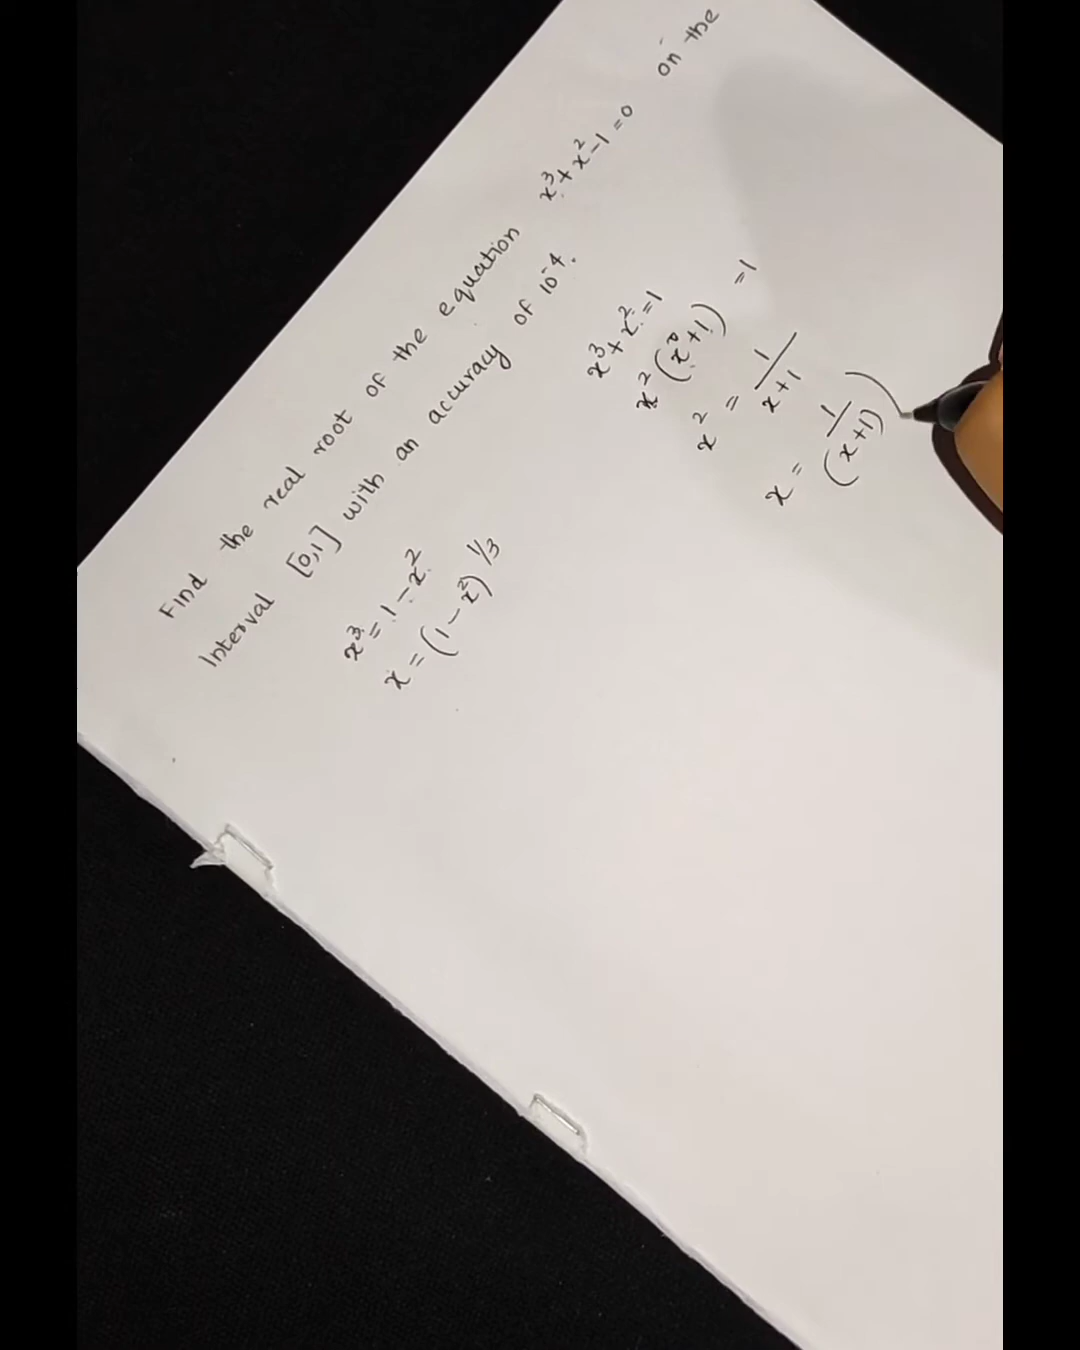 Find the real root of the equation x³+x²-1=0 on the
Interval [0,1] with an accuracy of 10⁻⁴.
x³=1-x²
x=(1-x²)^1/3
x³+x²=1
x²(x+1)=1
x²=1/(x+1)
x=1/(x+1)